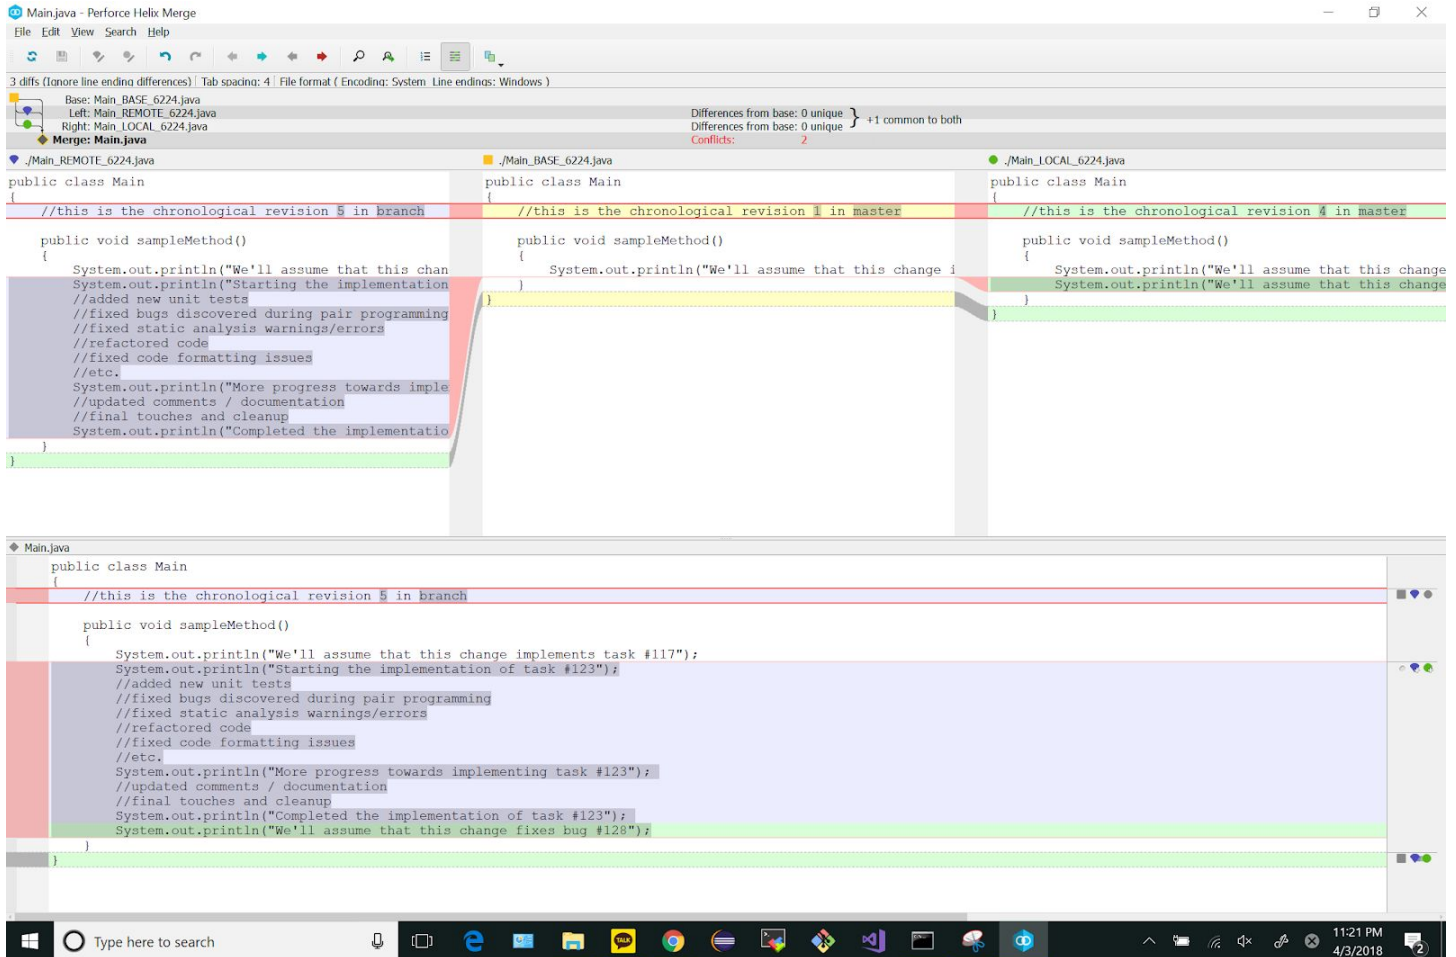 Main.java - Perforce Helix Merge
File Edit View Search Help
3 diffs (Ignore line ending differences) Tab spacing: 4 File format ( Encoding: System Line endings: Windows )
Base: Main_BASE_6224.java
Left: Main_REMOTE_6224.java Differences from base: 0 unique
Right: Main_LOCAL_6224.java Differences from base: 0 unique
} +1 common to both
Merge: Main.java Conflicts: 2
./Main_REMOTE_6224.java
public class Main
{
//this is the chronological revision 5 in branch
public void sampleMethod()
{
System.out.println("We'll assume that this chan
System.out.println("Starting the implementation
//added new unit tests
//fixed bugs discovered during pair programming
//fixed static analysis warnings/errors
//refactored code
//fixed code formatting issues
//etc.
System.out.println("More progress towards imple
//updated comments / documentation
//final touches and cleanup
System.out.println("Completed the implementatio
}
}
./Main_BASE_6224.java
public class Main
{
//this is the chronological revision 1 in master
public void sampleMethod()
{
System.out.println("We'll assume that this change i
}
}
./Main_LOCAL_6224.java
public class Main
{
//this is the chronological revision 4 in master
public void sampleMethod()
{
System.out.println("We'll assume that this change
System.out.println("We'll assume that this change
}
}
Main.java
public class Main
{
//this is the chronological revision 5 in branch
public void sampleMethod()
{
System.out.println("We'll assume that this change implements task #117");
System.out.println("Starting the implementation of task #123");
//added new unit tests
//fixed bugs discovered during pair programming
//fixed static analysis warnings/errors
//refactored code
//fixed code formatting issues
//etc.
System.out.println("More progress towards implementing task #123");
//updated comments / documentation
//final touches and cleanup
System.out.println("Completed the implementation of task #123");
System.out.println("We'll assume that this change fixes bug #128");
}
}
Type here to search
TALK
11:21 PM
4/3/2018
2